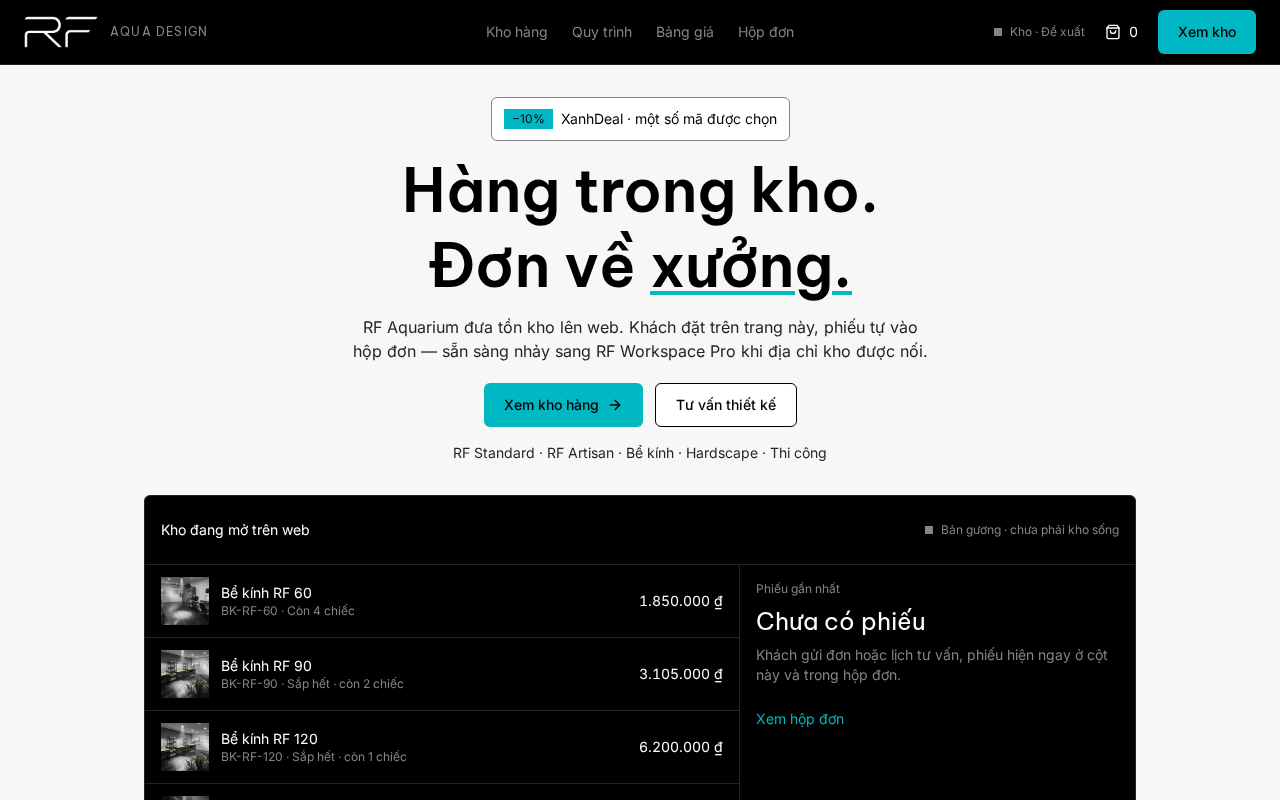 RF AQUA DESIGN
Kho hàng
Quy trình
Bảng giá
Hộp đơn
Kho · Đề xuất
0
Xem kho
−10% XanhDeal · một số mã được chọn
Hàng trong kho.
Đơn về xưởng.
RF Aquarium đưa tồn kho lên web. Khách đặt trên trang này, phiếu tự vào
hộp đơn — sẵn sàng nhảy sang RF Workspace Pro khi địa chỉ kho được nối.
Xem kho hàng
Tư vấn thiết kế
RF Standard · RF Artisan · Bể kính · Hardscape · Thi công
Kho đang mở trên web
Bản gương · chưa phải kho sống
Bể kính RF 60
BK-RF-60 · Còn 4 chiếc
1.850.000 ₫
Bể kính RF 90
BK-RF-90 · Sắp hết · còn 2 chiếc
3.105.000 ₫
Bể kính RF 120
BK-RF-120 · Sắp hết · còn 1 chiếc
6.200.000 ₫
Phiếu gần nhất
Chưa có phiếu
Khách gửi đơn hoặc lịch tư vấn, phiếu hiện ngay ở cột
này và trong hộp đơn.
Xem hộp đơn